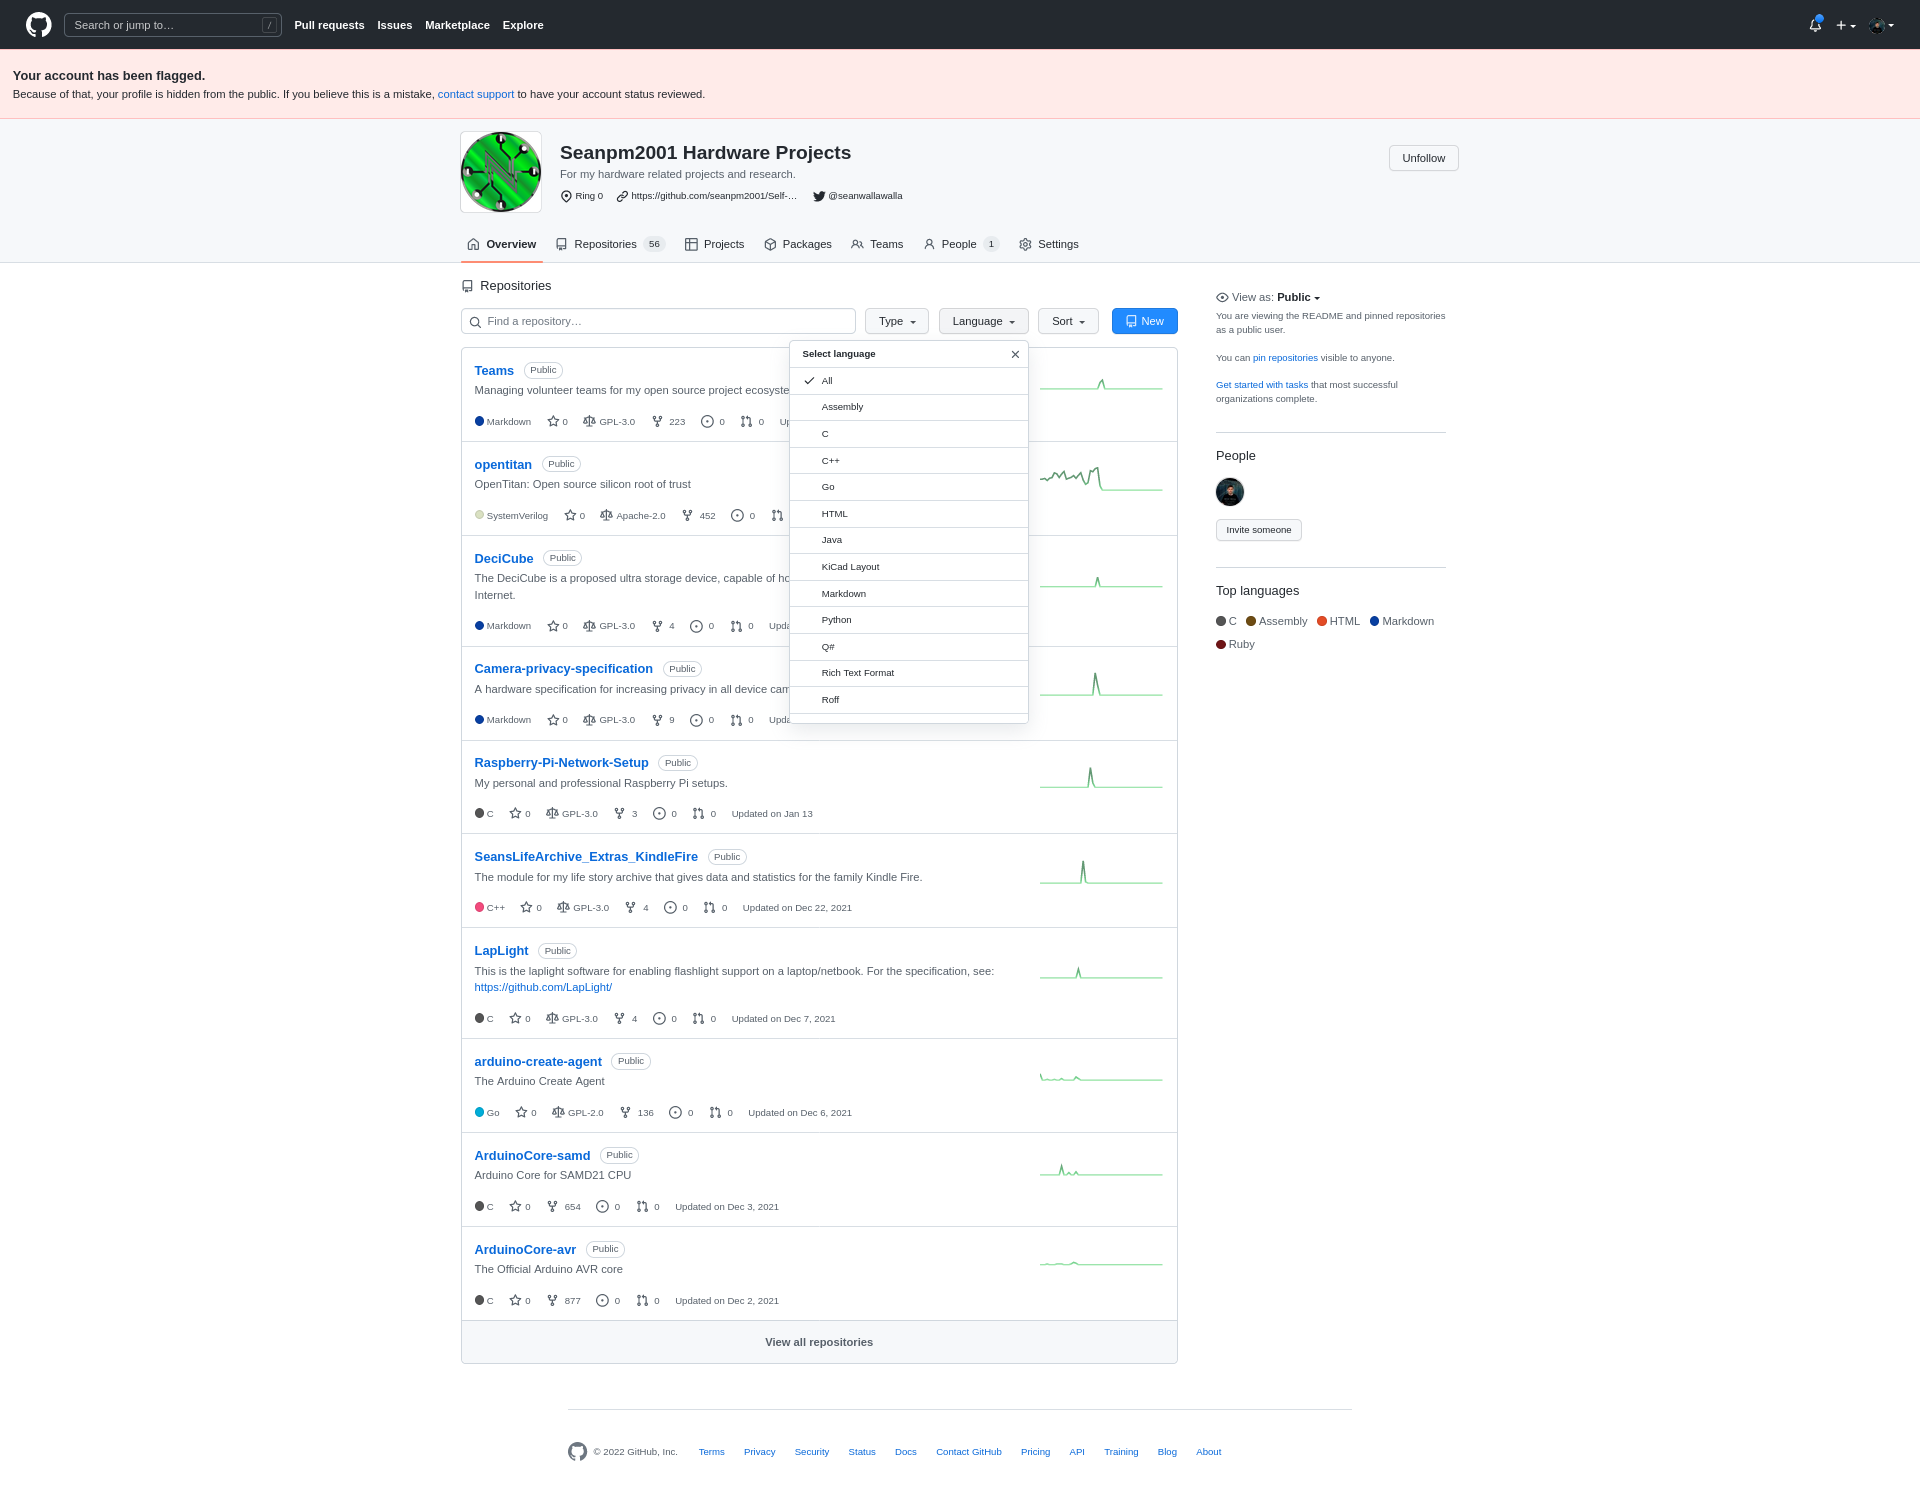 Search or jump to… /
Pull requests Issues Marketplace Explore
Your account has been flagged.
Because of that, your profile is hidden from the public. If you believe this is a mistake, contact support to have your account status reviewed.
Seanpm2001 Hardware Projects
For my hardware related projects and research.
Ring 0 https://github.com/seanpm2001/Self-… @seanwallawalla
Unfollow
Overview Repositories 56 Projects Packages Teams People 1 Settings
Repositories
Find a repository…
Type Language Sort New
Select language
All
Assembly
C
C++
Go
HTML
Java
KiCad Layout
Markdown
Python
Q#
Rich Text Format
Roff
Teams Public
Managing volunteer teams for my open source project ecosyste
Markdown 0 GPL-3.0 223 0 0 Up
opentitan Public
OpenTitan: Open source silicon root of trust
SystemVerilog 0 Apache-2.0 452 0
DeciCube Public
The DeciCube is a proposed ultra storage device, capable of ho
Internet.
Markdown 0 GPL-3.0 4 0 0 Upda
Camera-privacy-specification Public
A hardware specification for increasing privacy in all device cam
Markdown 0 GPL-3.0 9 0 0 Upda
Raspberry-Pi-Network-Setup Public
My personal and professional Raspberry Pi setups.
C 0 GPL-3.0 3 0 0 Updated on Jan 13
SeansLifeArchive_Extras_KindleFire Public
The module for my life story archive that gives data and statistics for the family Kindle Fire.
C++ 0 GPL-3.0 4 0 0 Updated on Dec 22, 2021
LapLight Public
This is the laplight software for enabling flashlight support on a laptop/netbook. For the specification, see:
https://github.com/LapLight/
C 0 GPL-3.0 4 0 0 Updated on Dec 7, 2021
arduino-create-agent Public
The Arduino Create Agent
Go 0 GPL-2.0 136 0 0 Updated on Dec 6, 2021
ArduinoCore-samd Public
Arduino Core for SAMD21 CPU
C 0 654 0 0 Updated on Dec 3, 2021
ArduinoCore-avr Public
The Official Arduino AVR core
C 0 877 0 0 Updated on Dec 2, 2021
View all repositories
View as: Public
You are viewing the README and pinned repositories
as a public user.
You can pin repositories visible to anyone.
Get started with tasks that most successful
organizations complete.
People
Invite someone
Top languages
C Assembly HTML Markdown
Ruby
© 2022 GitHub, Inc. Terms Privacy Security Status Docs Contact GitHub Pricing API Training Blog About